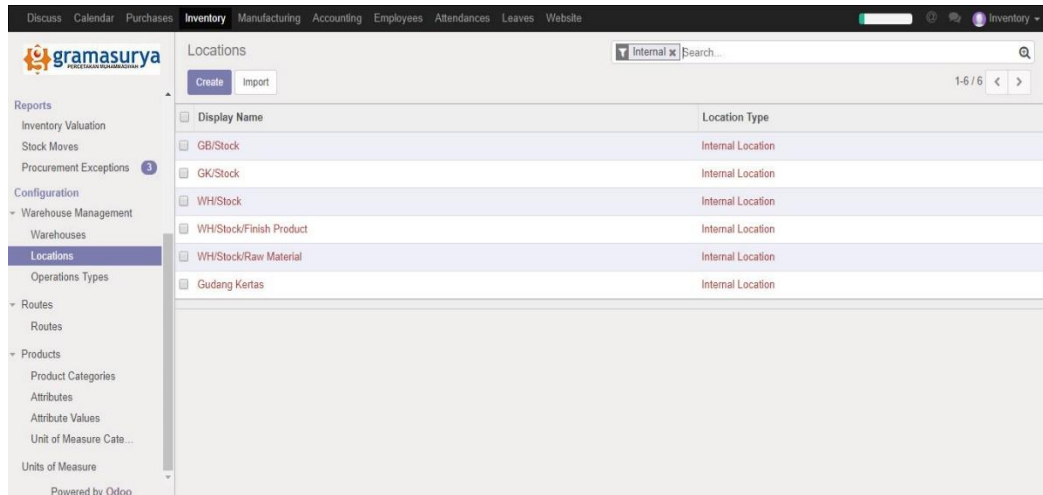 Discuss Calendar Purchases Inventory Manufacturing Accounting Employees Attendances Leaves Website @ Inventory
gramasurya
PERCETAKAN MUHAMMADIYAH
Locations
Internal x Search...
Create Import
1-6 / 6 < >
Reports
Inventory Valuation
Stock Moves
Procurement Exceptions 3
Configuration
Warehouse Management
Warehouses
Locations
Operations Types
Routes
Routes
Products
Product Categories
Attributes
Attribute Values
Unit of Measure Cate...
Units of Measure
Powered by Odoo
Display Name Location Type
GB/Stock Internal Location
GK/Stock Internal Location
WH/Stock Internal Location
WH/Stock/Finish Product Internal Location
WH/Stock/Raw Material Internal Location
Gudang Kertas Internal Location